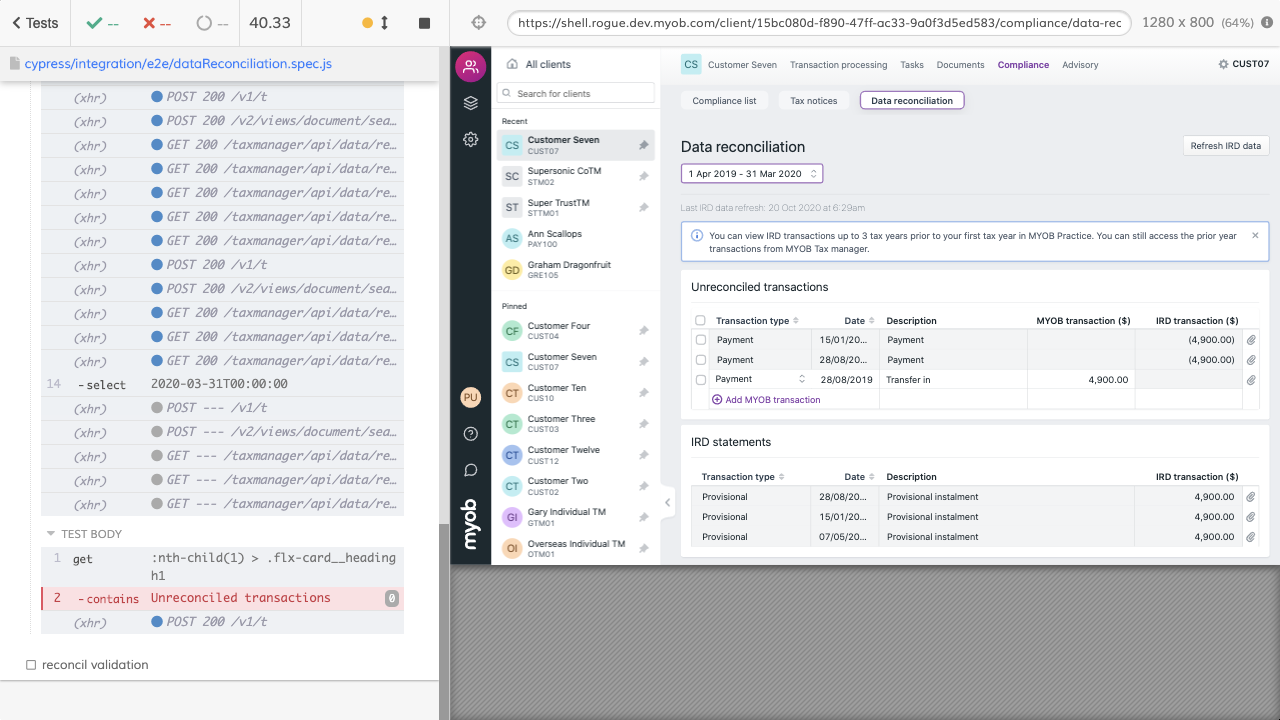 Tests
--
--
--
40.33
https://shell.rogue.dev.myob.com/client/15bc080d-f890-47ff-ac33-9a0f3d5ed583/compliance/data-rec
1280 x 800 (64%)
cypress/integration/e2e/dataReconciliation.spec.js
(xhr) POST 200 /v1/t
(xhr) POST 200 /v2/views/document/sea…
(xhr) GET 200 /taxmanager/api/data/re…
(xhr) GET 200 /taxmanager/api/data/re…
(xhr) GET 200 /taxmanager/api/data/re…
(xhr) GET 200 /taxmanager/api/data/re…
(xhr) GET 200 /taxmanager/api/data/re…
(xhr) POST 200 /v1/t
(xhr) POST 200 /v2/views/document/sea…
(xhr) GET 200 /taxmanager/api/data/re…
(xhr) GET 200 /taxmanager/api/data/re…
(xhr) GET 200 /taxmanager/api/data/re…
14 -select 2020-03-31T00:00:00
(xhr) POST --- /v1/t
(xhr) POST --- /v2/views/document/sea…
(xhr) GET --- /taxmanager/api/data/re…
(xhr) GET --- /taxmanager/api/data/re…
(xhr) GET --- /taxmanager/api/data/re…
TEST BODY
1 get :nth-child(1) > .flx-card__heading
h1
2 -contains Unreconciled transactions 0
(xhr) POST 200 /v1/t
reconcil validation
PU
myob
All clients
Search for clients
Recent
CS Customer Seven
CUST07
SC Supersonic CoTM
STM02
ST Super TrustTM
STTM01
AS Ann Scallops
PAY100
GD Graham Dragonfruit
GRE105
Pinned
CF Customer Four
CUST04
CS Customer Seven
CUST07
CT Customer Ten
CUS10
CT Customer Three
CUST03
CT Customer Twelve
CUST12
CT Customer Two
CUST02
GI Gary Individual TM
GTM01
OI Overseas Individual TM
OTM01
CS Customer Seven Transaction processing Tasks Documents Compliance Advisory CUST07
Compliance list Tax notices Data reconciliation
Data reconciliation
Refresh IRD data
1 Apr 2019 - 31 Mar 2020
Last IRD data refresh: 20 Oct 2020 at 6:29am
You can view IRD transactions up to 3 tax years prior to your first tax year in MYOB Practice. You can still access the prior year
transactions from MYOB Tax manager.
Unreconciled transactions
Transaction type Date Description MYOB transaction ($) IRD transaction ($)
Payment 15/01/20... Payment (4,900.00)
Payment 28/08/20... Payment (4,900.00)
Payment 28/08/2019 Transfer in 4,900.00
Add MYOB transaction
IRD statements
Transaction type Date Description IRD transaction ($)
Provisional 28/08/20... Provisional instalment 4,900.00
Provisional 15/01/20... Provisional instalment 4,900.00
Provisional 07/05/20... Provisional instalment 4,900.00